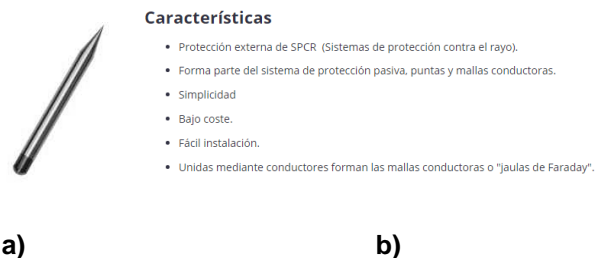 Características
• Protección externa de SPCR (Sistemas de protección contra el rayo).
• Forma parte del sistema de protección pasiva, puntas y mallas conductoras.
• Simplicidad
• Bajo coste.
• Fácil instalación.
• Unidas mediante conductores forman las mallas conductoras o "jaulas de Faraday".
a) b)